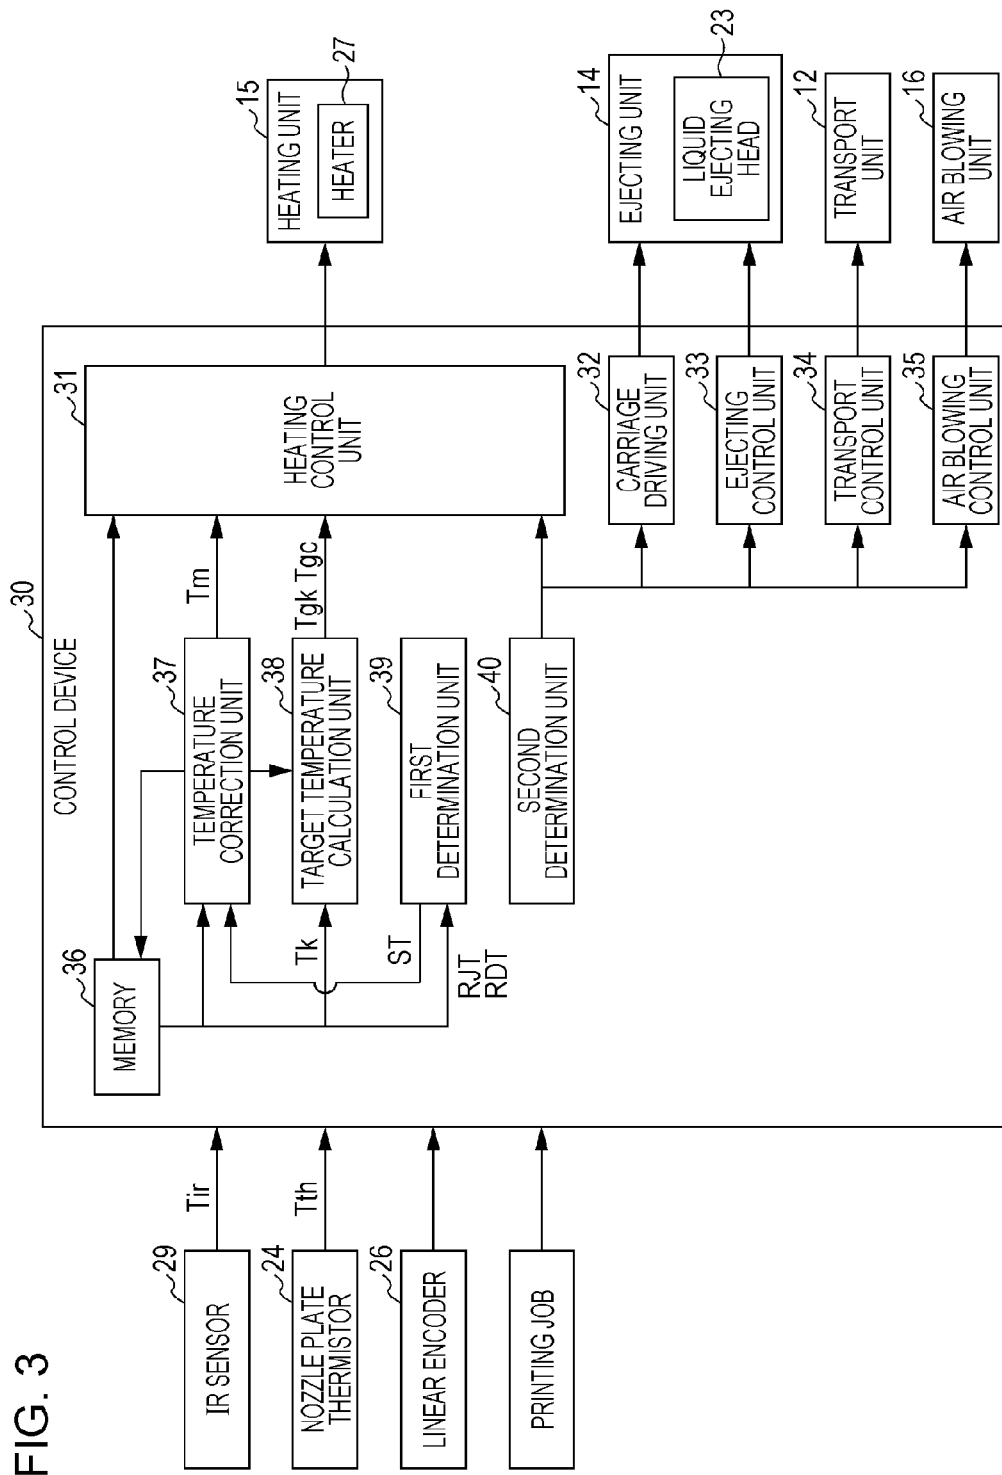 FIG. 3
29
IR SENSOR
Tir
24
NOZZLE PLATE
THERMISTOR
Tth
26
LINEAR ENCODER
PRINTING JOB
30
CONTROL DEVICE
36
MEMORY
37
TEMPERATURE
CORRECTION UNIT
Tm
Tk
38
TARGET TEMPERATURE
CALCULATION UNIT
Tgk Tgc
ST
RJT
RDT
39
FIRST
DETERMINATION UNIT
40
SECOND
DETERMINATION UNIT
31
HEATING
CONTROL
UNIT
32
CARRIAGE
DRIVING UNIT
33
EJECTING
CONTROL UNIT
34
TRANSPORT
CONTROL UNIT
35
AIR BLOWING
CONTROL UNIT
15
HEATING UNIT
27
HEATER
14
EJECTING UNIT
23
LIQUID
EJECTING
HEAD
12
TRANSPORT
UNIT
16
AIR BLOWING
UNIT